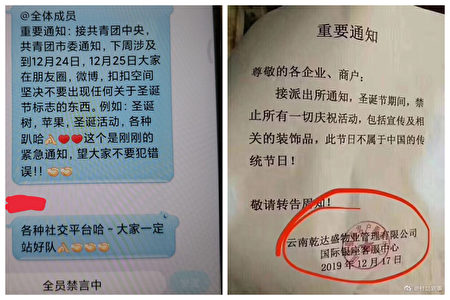 @全体成员
重要通知：接共青团中央，
共青团市委通知，下周涉及
到12月24日，12月25日大家
在朋友圈，微博，扣扣空间
坚决不要出现任何关于圣诞
节标志的东西。例如：圣诞
树，苹果，圣诞活动，各种
趴哈🙏🏻❤️❤️这个是刚刚的
紧急通知，望大家不要犯错
误!! 🤝🏻🤝🏻
各种社交平台哈～大家一定
站好队🙏🏻🤝🏻🤝🏻🤝🏻
全员禁言中
重要通知
尊敬的各企业、商户：
接派出所通知，圣诞节期间，禁
止所有一切庆祝活动，包括宣传及相
关的装饰品，此节日不属于中国的传
统节日！
敬请转告周知！
云南乾达盛物业管理有限公司
国际银座客服中心
2019年12月17日